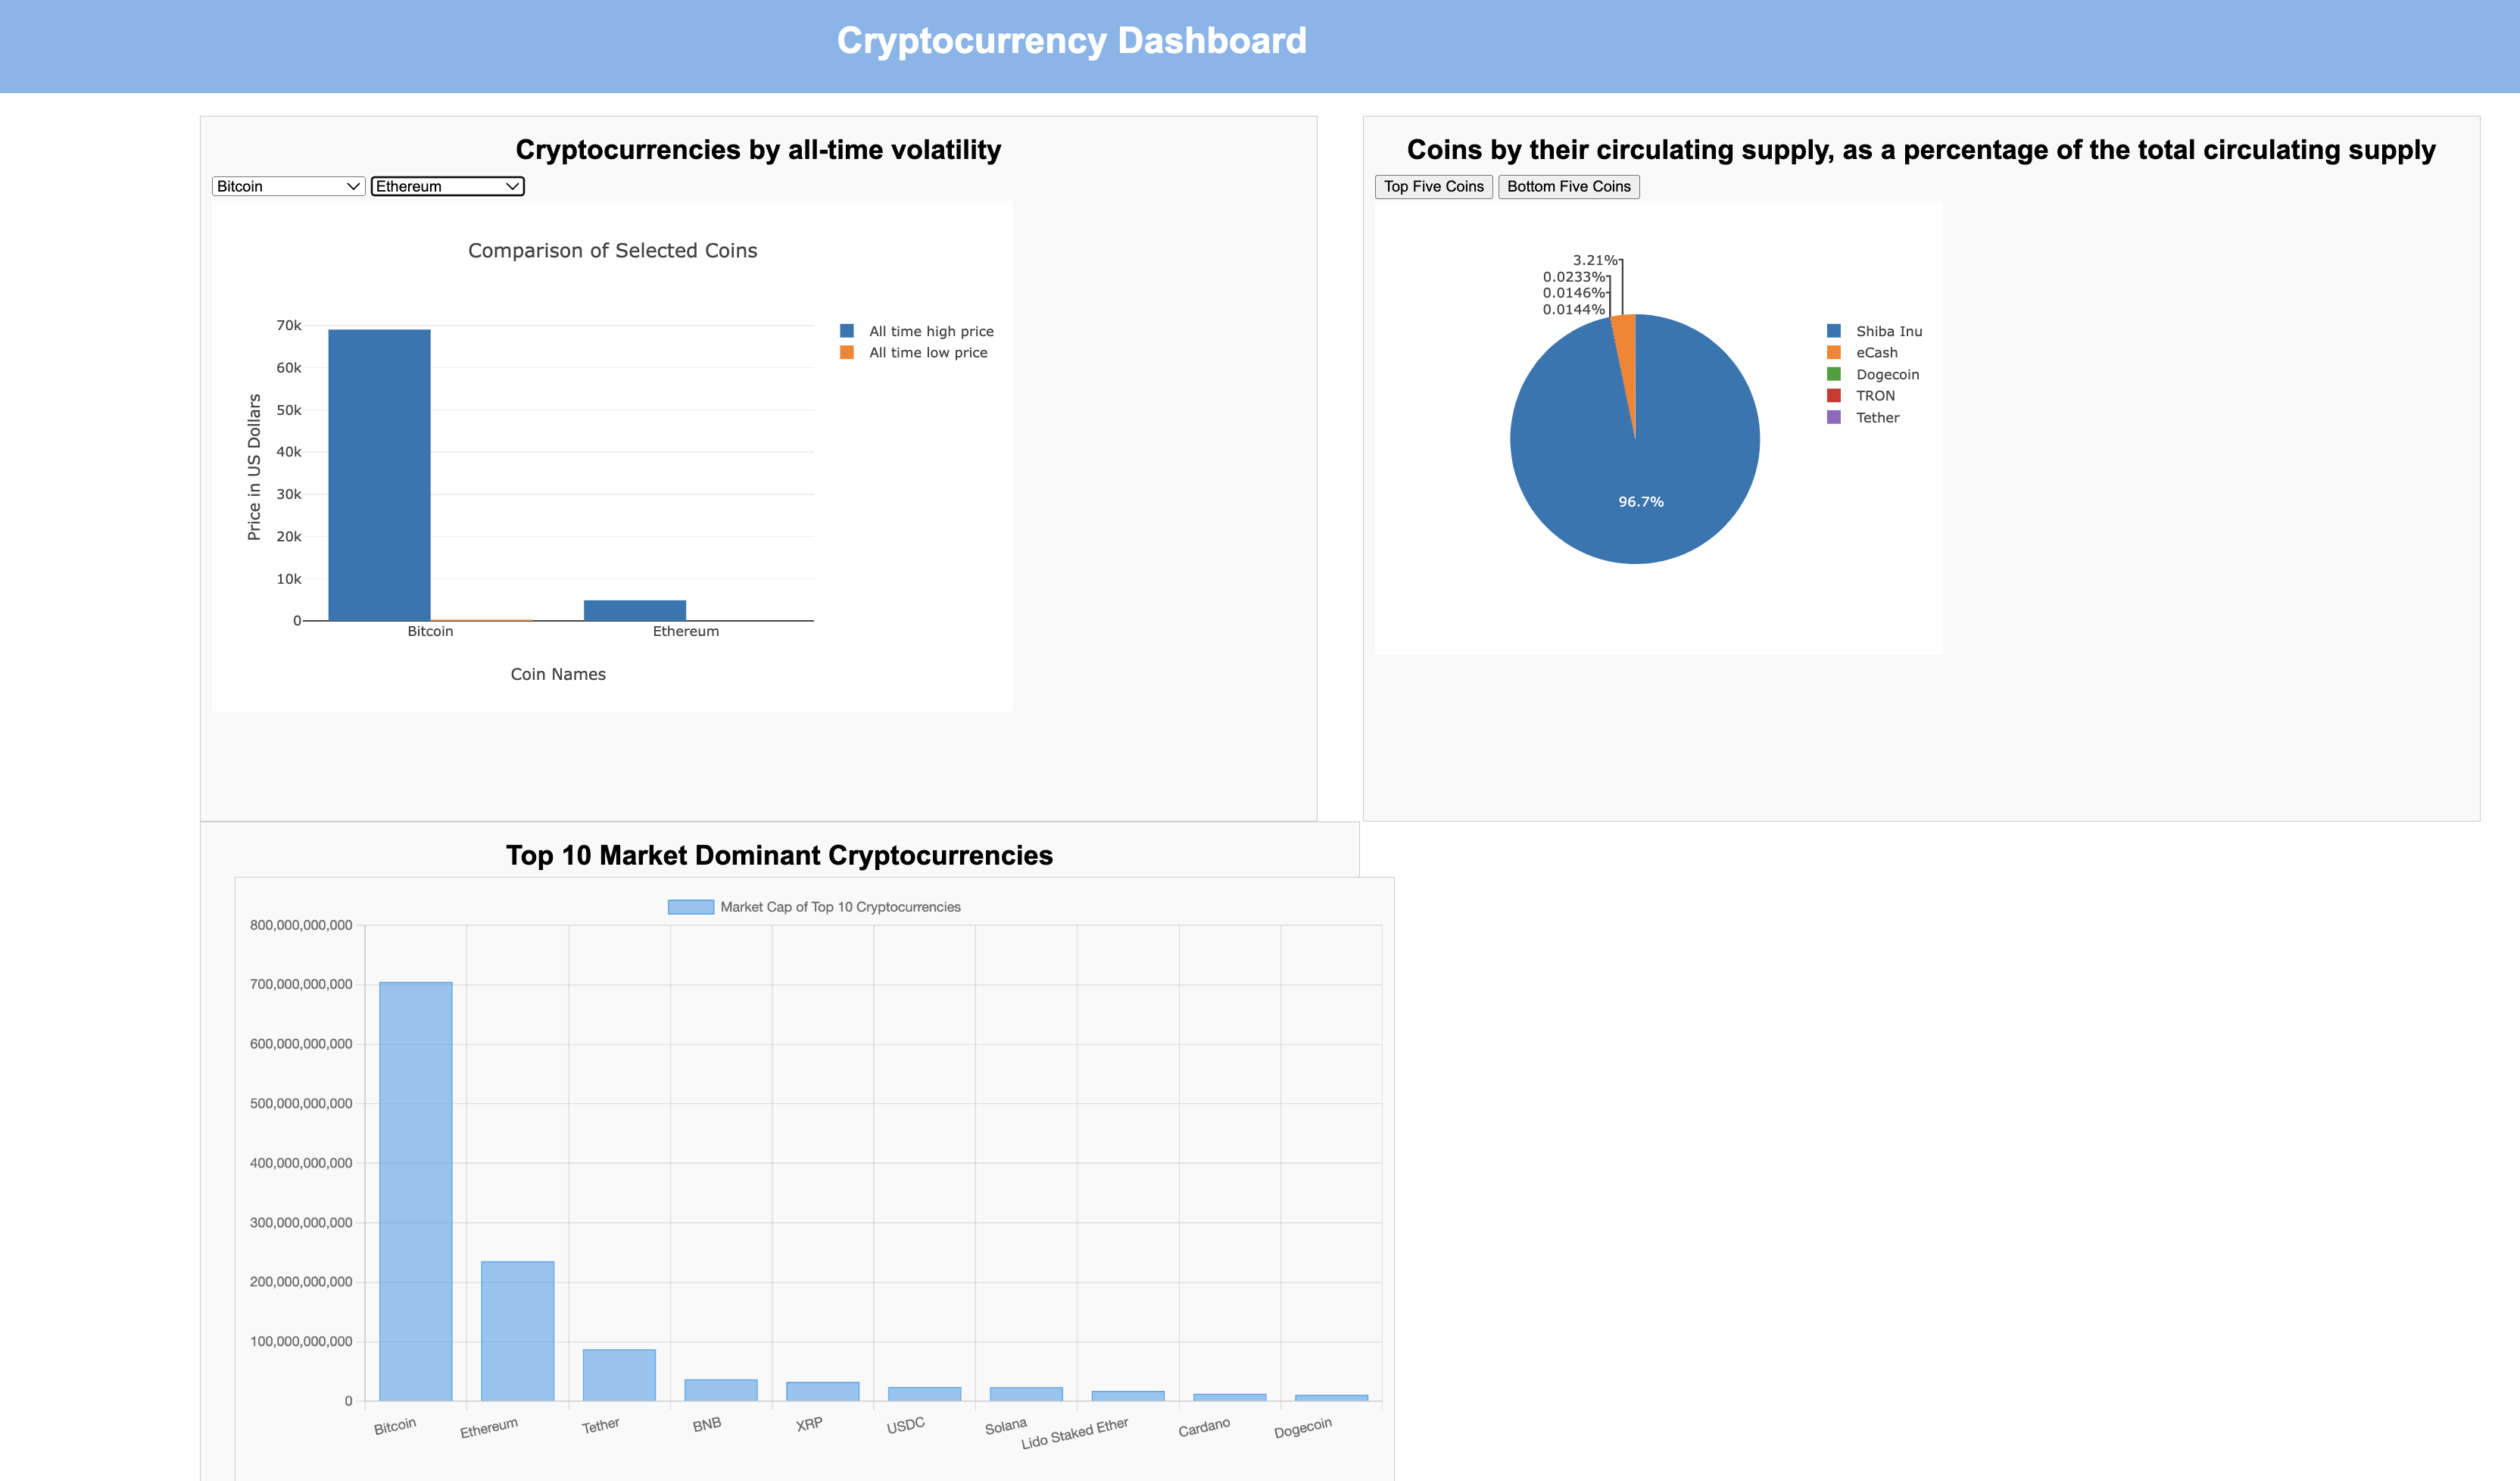 Cryptocurrency Dashboard
Cryptocurrencies by all-time volatility
Bitcoin
Ethereum
Comparison of Selected Coins
70k
60k
50k
40k
30k
20k
10k
0
Price in US Dollars
Bitcoin
Ethereum
Coin Names
All time high price
All time low price
Coins by their circulating supply, as a percentage of the total circulating supply
Top Five Coins
Bottom Five Coins
3.21%
0.0233%
0.0146%
0.0144%
96.7%
Shiba Inu
eCash
Dogecoin
TRON
Tether
Top 10 Market Dominant Cryptocurrencies
Market Cap of Top 10 Cryptocurrencies
800,000,000,000
700,000,000,000
600,000,000,000
500,000,000,000
400,000,000,000
300,000,000,000
200,000,000,000
100,000,000,000
0
Bitcoin
Ethereum
Tether
BNB
XRP
USDC
Solana
Lido Staked Ether
Cardano
Dogecoin